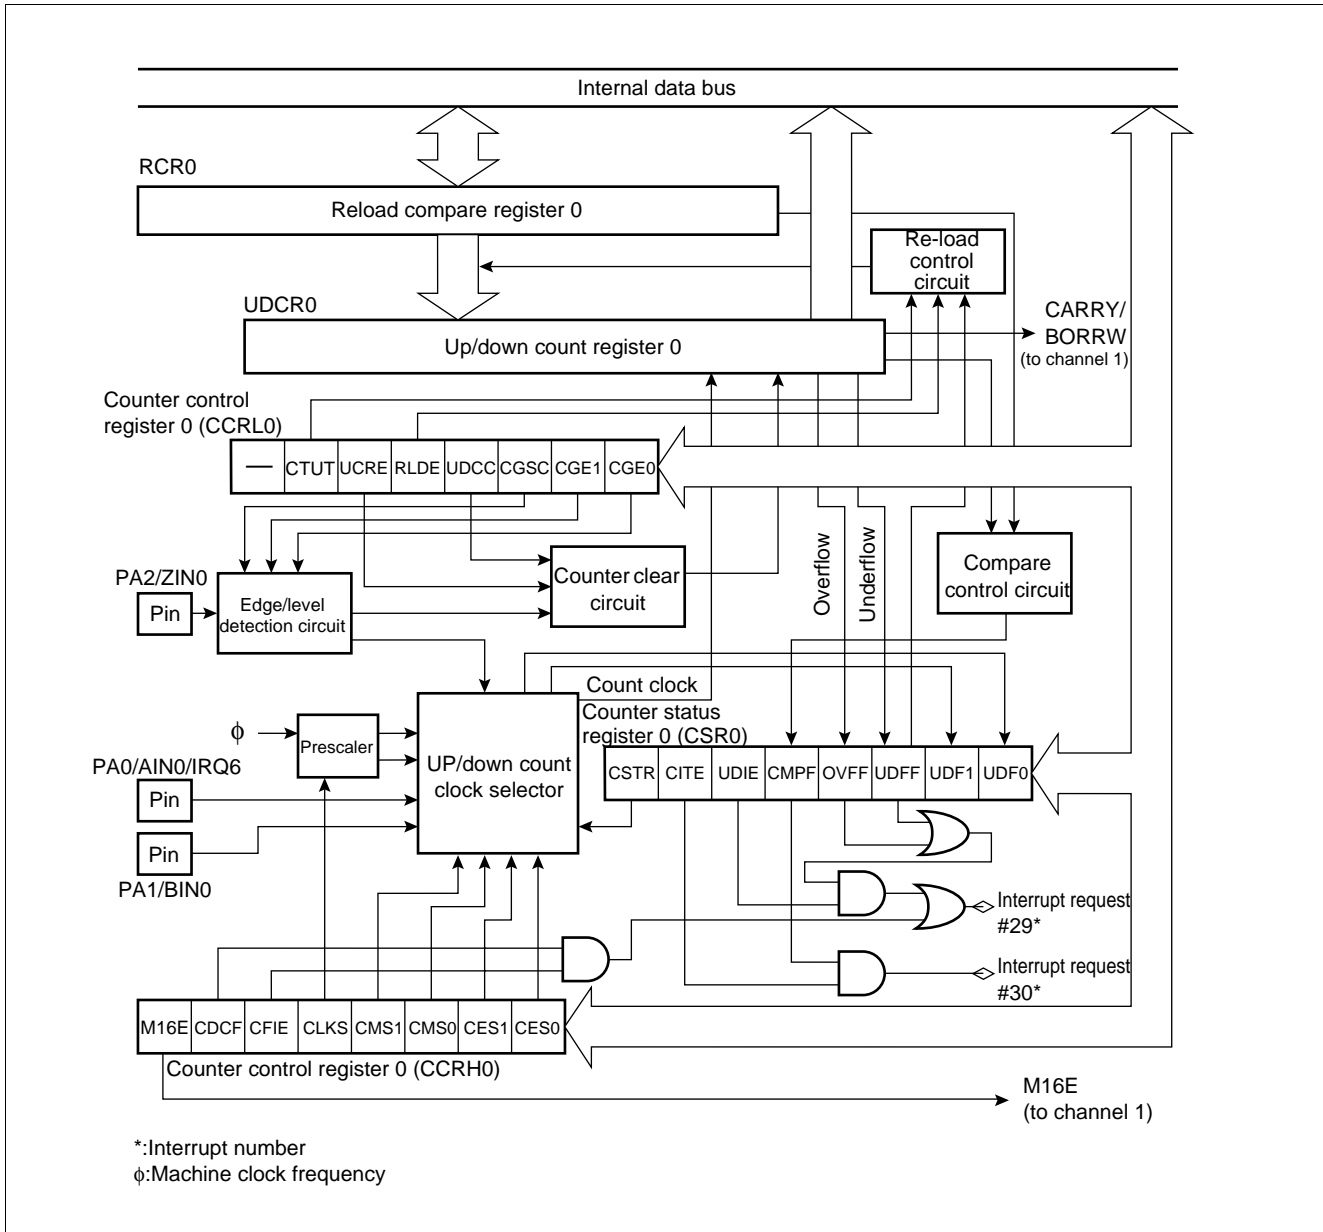 Internal data bus
RCR0
Reload compare register 0
Re-load
control
circuit
UDCR0
CARRY/
BORRW
(to channel 1)
Up/down count register 0
Counter control
register 0 (CCRL0)
— CTUT UCRE RLDE UDCC CGSC CGE1 CGE0
Overflow
Underflow
Compare
control circuit
PA2/ZIN0
Pin
Edge/level
detection circuit
Counter clear
circuit
Count clock
Counter status
register 0 (CSR0)
ϕ
Prescaler
UP/down count
clock selector
CSTR CITE UDIE CMPF OVFF UDFF UDF1 UDF0
PA0/AIN0/IRQ6
Pin
Pin
PA1/BIN0
Interrupt request
#29*
Interrupt request
#30*
M16E CDCF CFIE CLKS CMS1 CMS0 CES1 CES0
Counter control register 0 (CCRH0)
M16E
(to channel 1)
*:Interrupt number
ϕ:Machine clock frequency